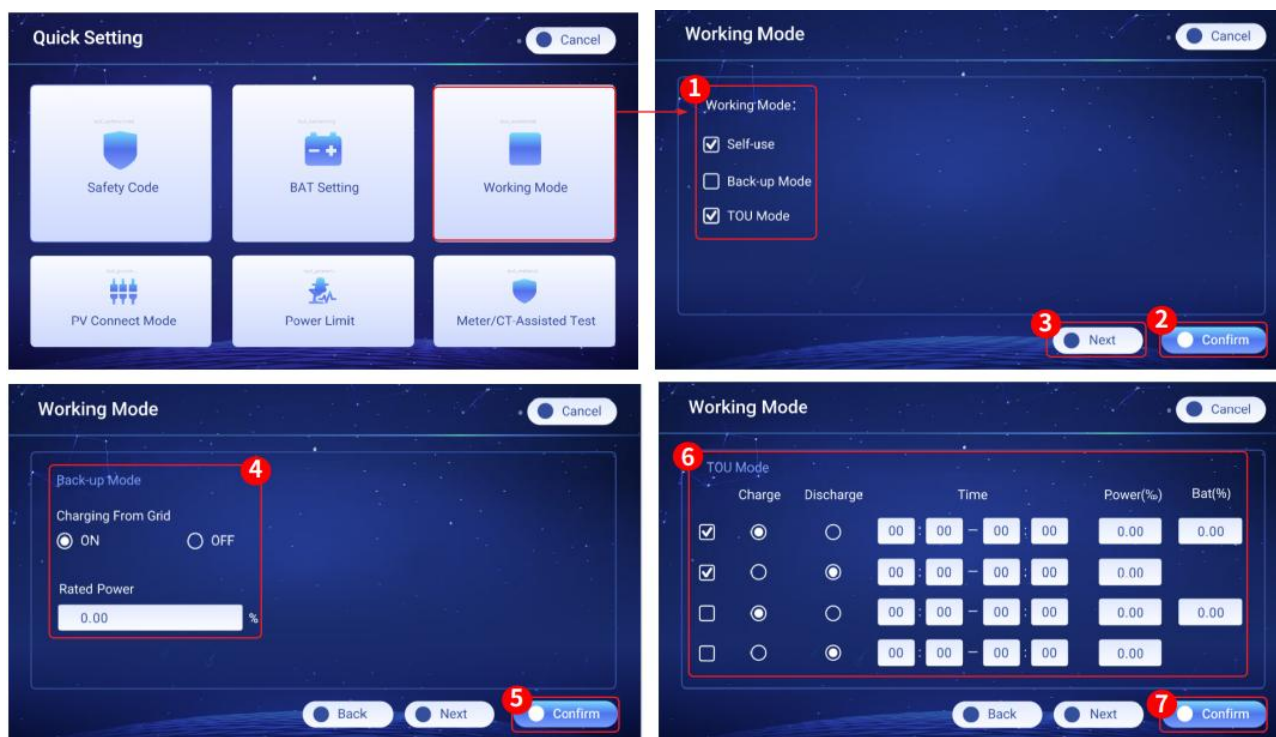 Quick Setting
Cancel
Safety Code
BAT Setting
Working Mode
PV Connect Mode
Power Limit
Meter/CT-Assisted Test
Working Mode
Cancel
1
Working Mode:
Self-use
Back-up Mode
TOU Mode
3
Next
2
Confirm
Working Mode
Cancel
4
Back-up Mode
Charging From Grid
ON OFF
Rated Power
0.00 %
Back
Next
5
Confirm
Working Mode
Cancel
6
TOU Mode
Charge Discharge Time Power(‰) Bat(%)
00 : 00 – 00 : 00 0.00 0.00
00 : 00 – 00 : 00 0.00
00 : 00 – 00 : 00 0.00 0.00
00 : 00 – 00 : 00 0.00
Back
Next
7
Confirm